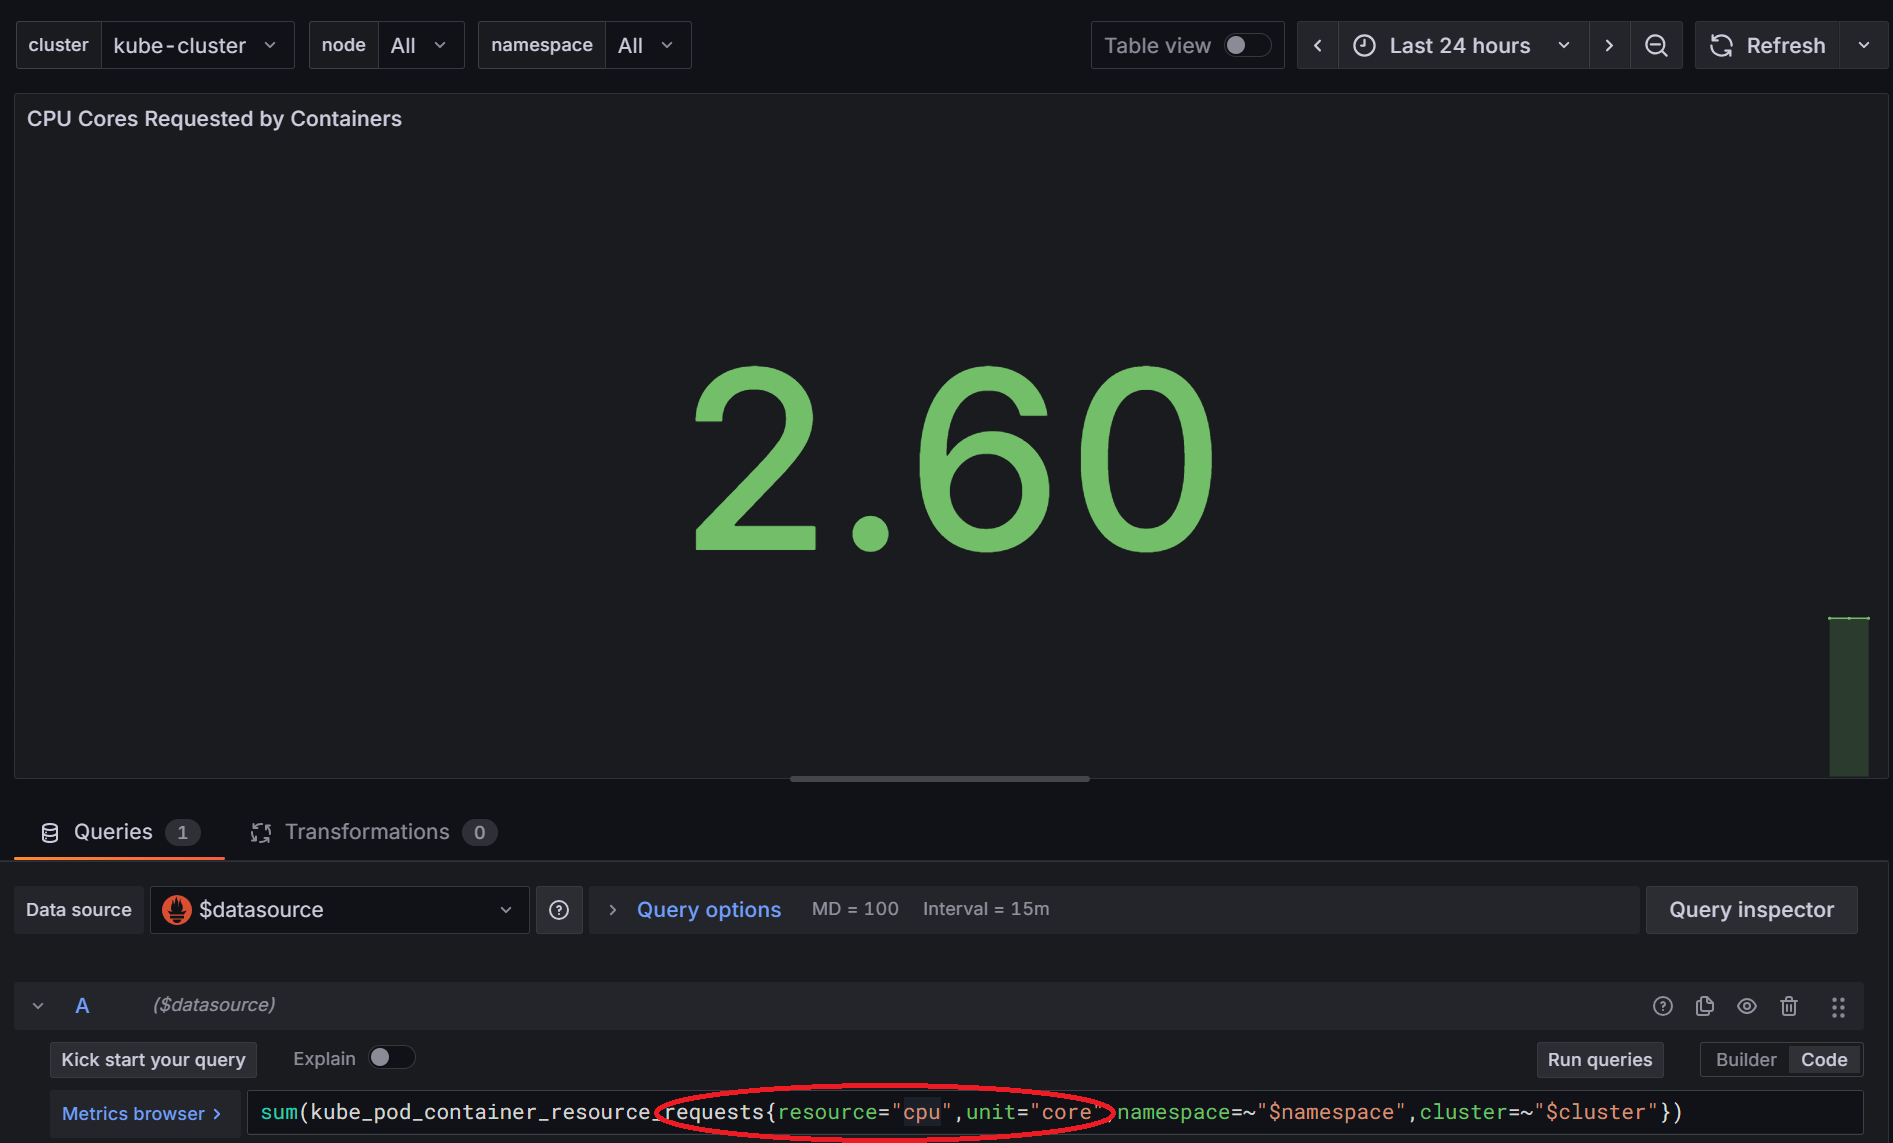 cluster kube-cluster node All namespace All Table view Last 24 hours Refresh
CPU Cores Requested by Containers
2.60
Queries 1 Transformations 0
Data source $datasource Query options MD = 100 Interval = 15m Query inspector
A ($datasource)
Kick start your query Explain Run queries Builder Code
Metrics browser > sum(kube_pod_container_resource_requests{resource="cpu",unit="core",namespace=~"$namespace",cluster=~"$cluster"})